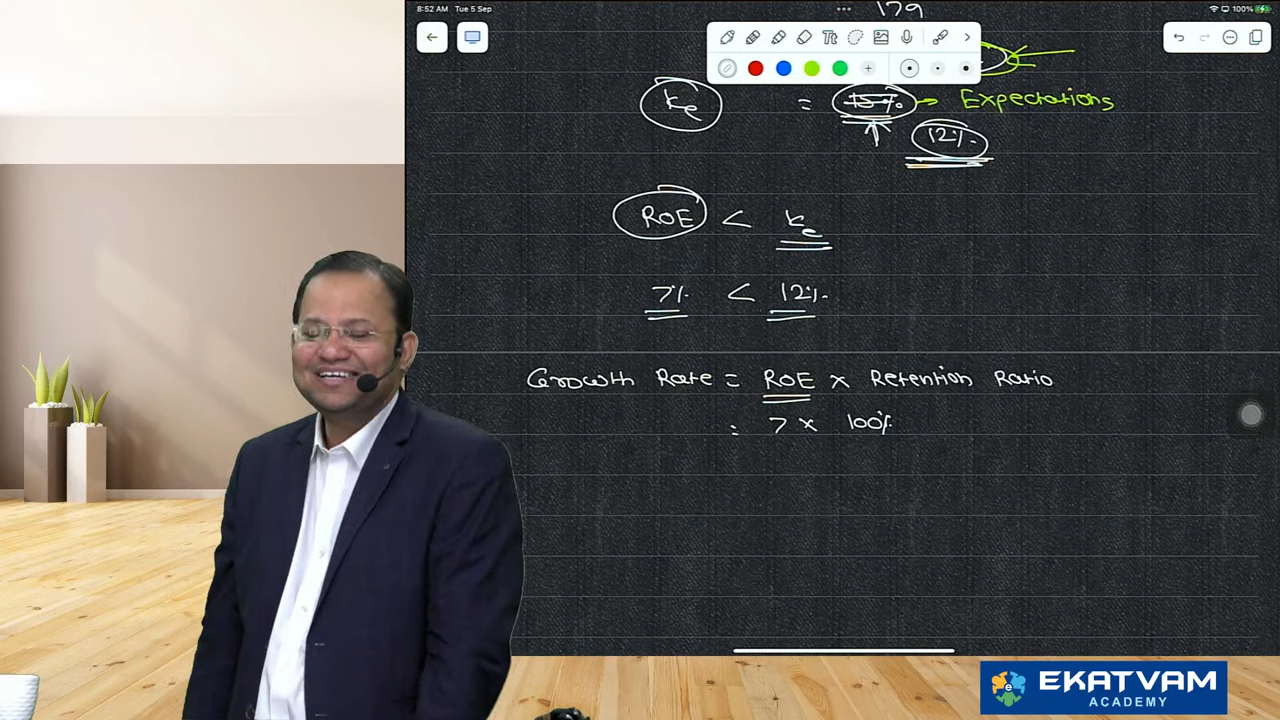 8:52 AM Tue 5 Sep
100%
179
Ke = 15%. → Expectations
12%.
ROE < Ke
7%. < 12%.
Growth Rate = ROE x Retention Ratio
= 7 x 100%
EKATVAM
ACADEMY